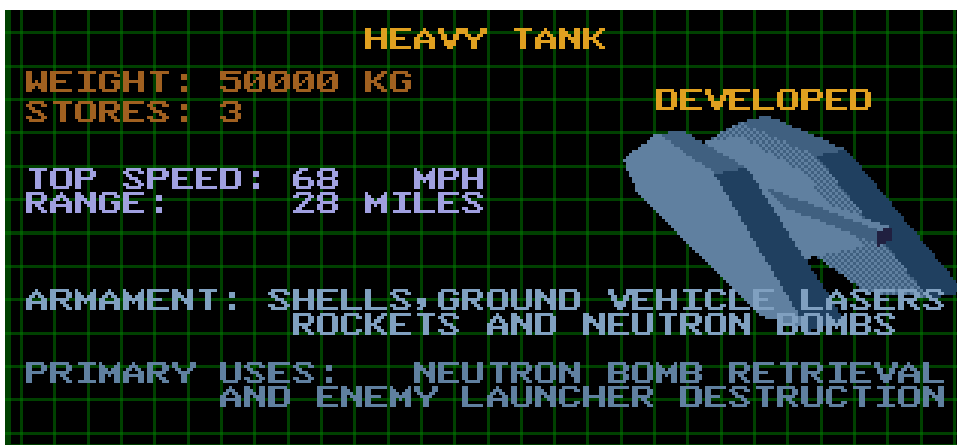 HEAVY TANK
WEIGHT: 50000 KG
STORES: 3
DEVELOPED
TOP SPEED: 68 MPH
RANGE: 28 MILES
ARMAMENT: SHELLS,GROUND VEHICLE LASERS
ROCKETS AND NEUTRON BOMBS
PRIMARY USES: NEUTRON BOMB RETRIEVAL
AND ENEMY LAUNCHER DESTRUCTION